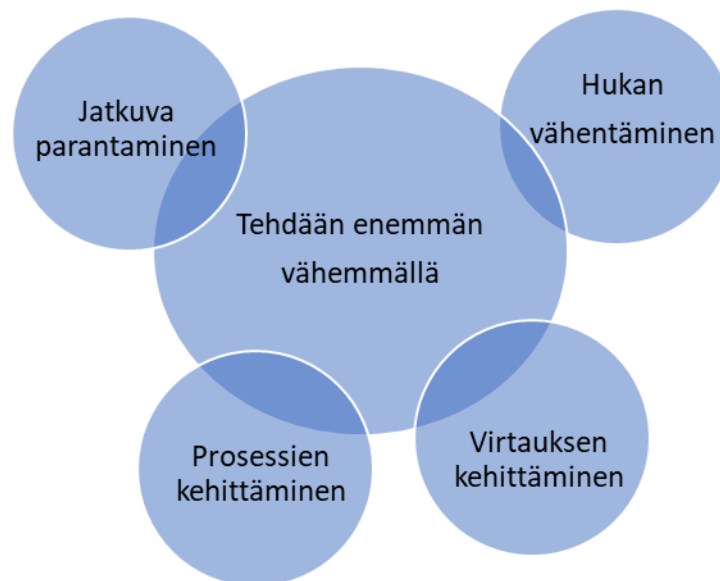 Jatkuva
parantaminen
Hukan
vähentäminen
Tehdään enemmän
vähemmällä
Prosessien
kehittäminen
Virtauksen
kehittäminen